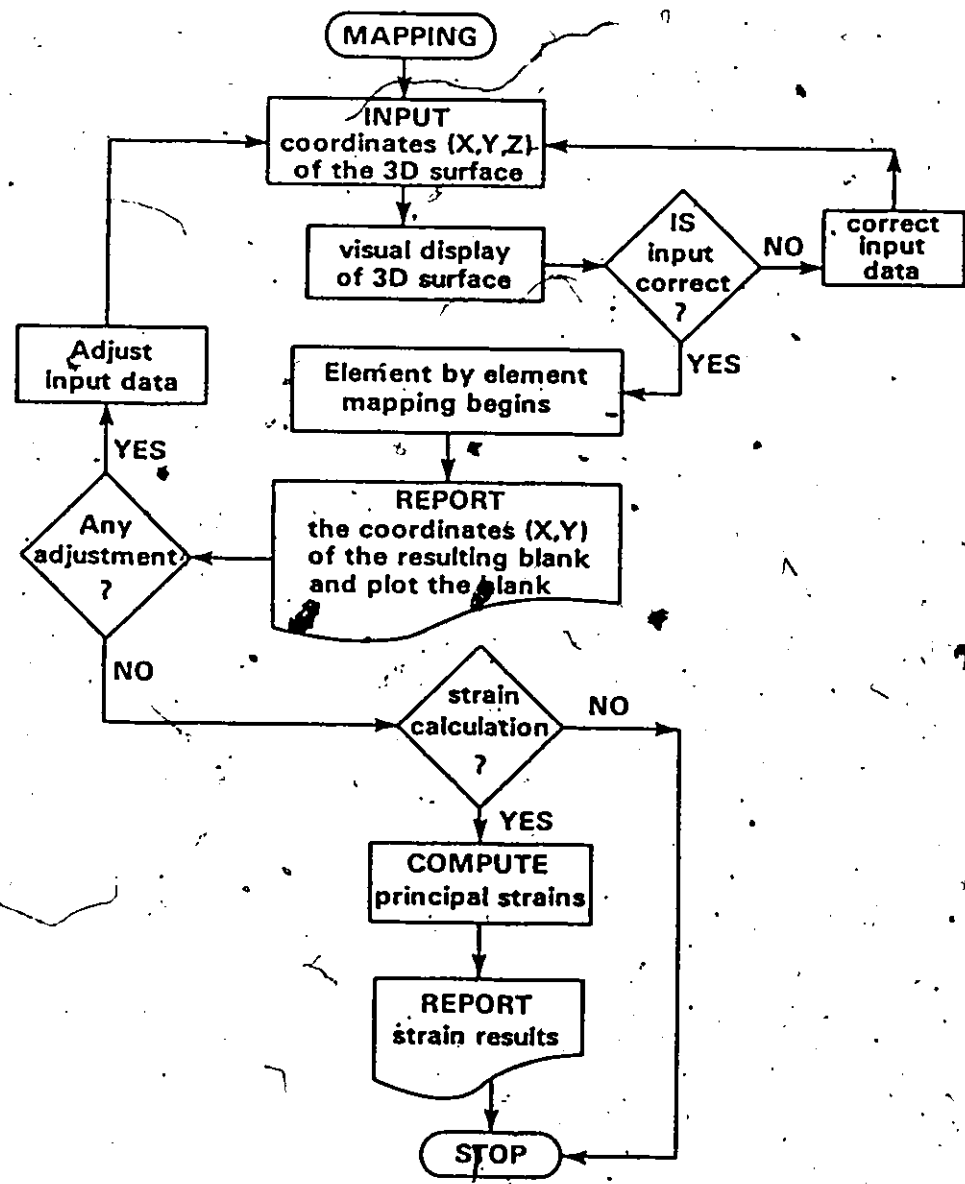 MAPPING
INPUT
coordinates (X,Y,Z)
of the 3D surface
visual display
of 3D surface
IS
input
correct
?
NO
correct
input
data
YES
Adjust
input data
Element by element
mapping begins
YES
REPORT
the coordinates (X,Y)
of the resulting blank
and plot the blank
Any
adjustment
?
NO
strain
calculation
?
NO
YES
COMPUTE
principal strains
REPORT
strain results
STOP